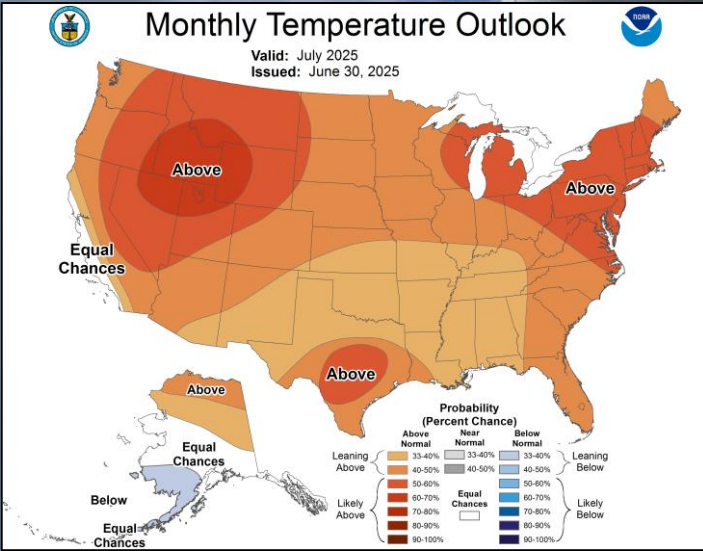 Monthly Temperature Outlook
NOAA
Valid: July 2025
Issued: June 30, 2025
Above
Above
Equal
Chances
Above
Above
Equal
Chances
Below
Equal
Chances
Probability
(Percent Chance)
Above
Normal
Near
Normal
Below
Normal
Leaning
Above
33-40%
33-40%
33-40%
Leaning
Below
40-50%
40-50%
40-50%
Likely
Above
50-60%
50-60%
Likely
Below
60-70%
Equal
Chances
60-70%
70-80%
70-80%
80-90%
80-90%
90-100%
90-100%